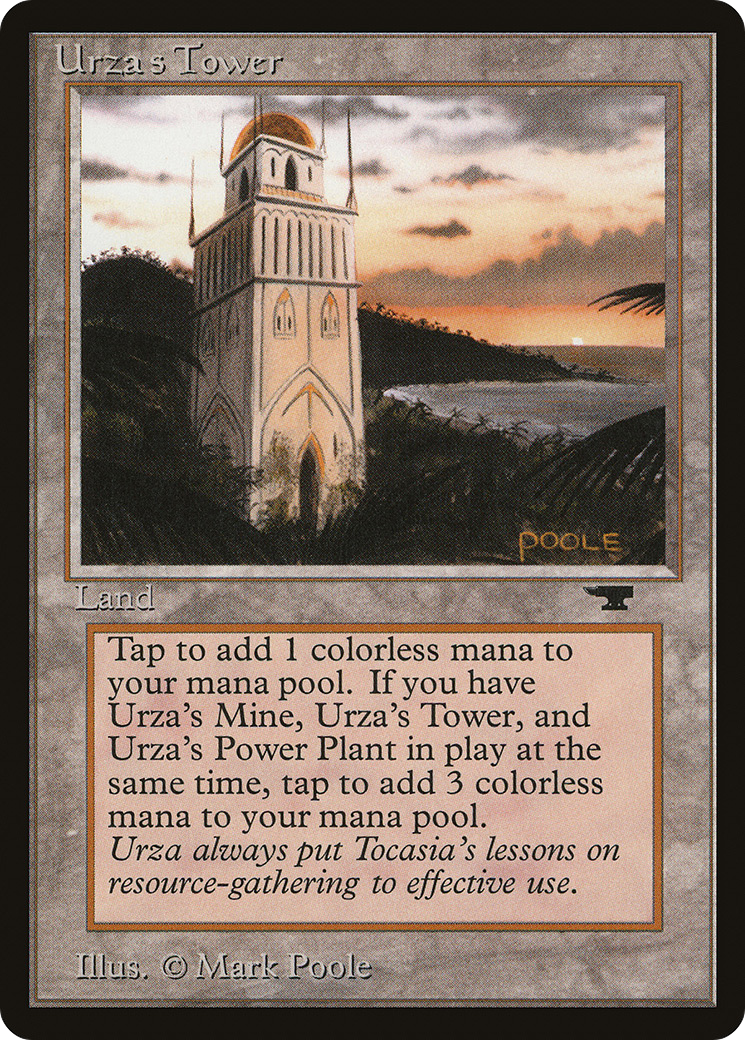 Urza's Tower
POOLE
Land
Tap to add 1 colorless mana to
your mana pool. If you have
Urza's Mine, Urza's Tower, and
Urza's Power Plant in play at the
same time, tap to add 3 colorless
mana to your mana pool.
Urza always put Tocasia's lessons on
resource-gathering to effective use.
Illus. © Mark Poole